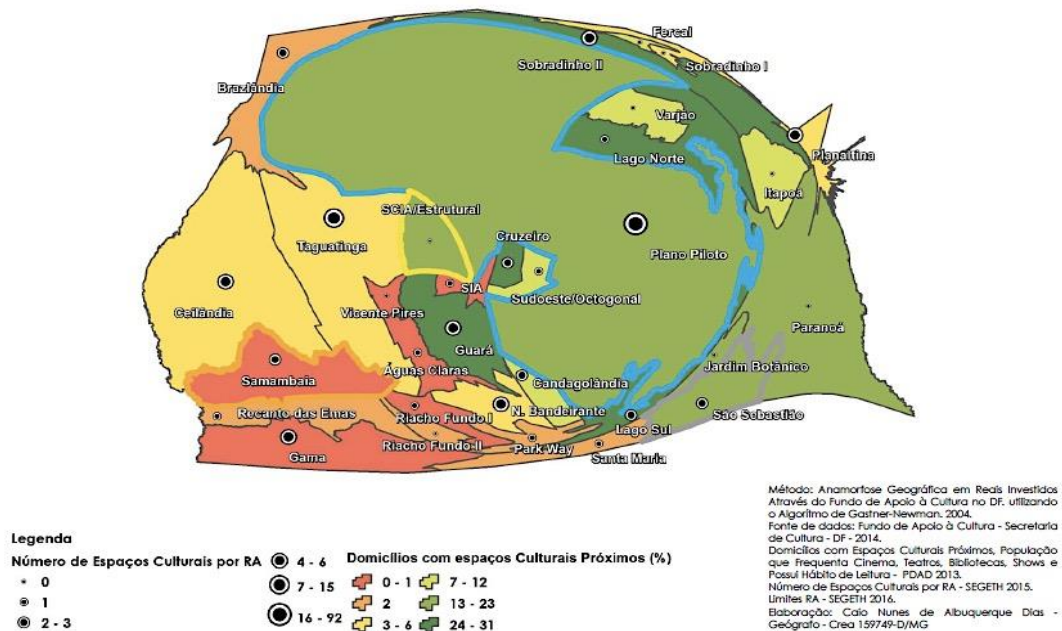 Fercal
Sobradinho II
Sobradinho I
Brazlândia
Varjão
Lago Norte
Planaltina
Itapoã
SCIA/Estrutural
Taguatinga
Cruzeiro
Plano Piloto
SIA
Sudoeste/Octogonal
Ceilândia
Vicente Pires
Paranoá
Guará
Jardim Botânico
Águas Claras
Candagolândia
Samambaia
Recanto das Emas
Riacho Fundo I
N. Bandeirante
Lago Sul
São Sebastião
Riacho Fundo II
Park Way
Santa Maria
Gama
Legenda
Número de Espaços Culturais por RA
0
1
2 - 3
4 - 6
7 - 15
16 - 92
Domicílios com espaços Culturais Próximos (%)
0 - 1
2
3 - 6
7 - 12
13 - 23
24 - 31
Método: Anamorfose Geográfica em Reais Investidos
Através do Fundo de Apoio à Cultura no DF. utilizando
o Algorítmo de Gastner-Newman. 2004.
Fonte de dados: Fundo de Apoio à Cultura - Secretaria
de Cultura - DF - 2014.
Domicílios com Espaços Culturais Próximos, População
que Frequenta Cinema, Teatros, Bibliotecas, Shows e
Possui Hábito de Leitura - PDAD 2013.
Número de Espaços Culturais por RA - SEGETH 2015.
Limites RA - SEGETH 2016.
Elaboração: Caio Nunes de Albuquerque Dias -
Geógrafo - Crea 159749-D/MG